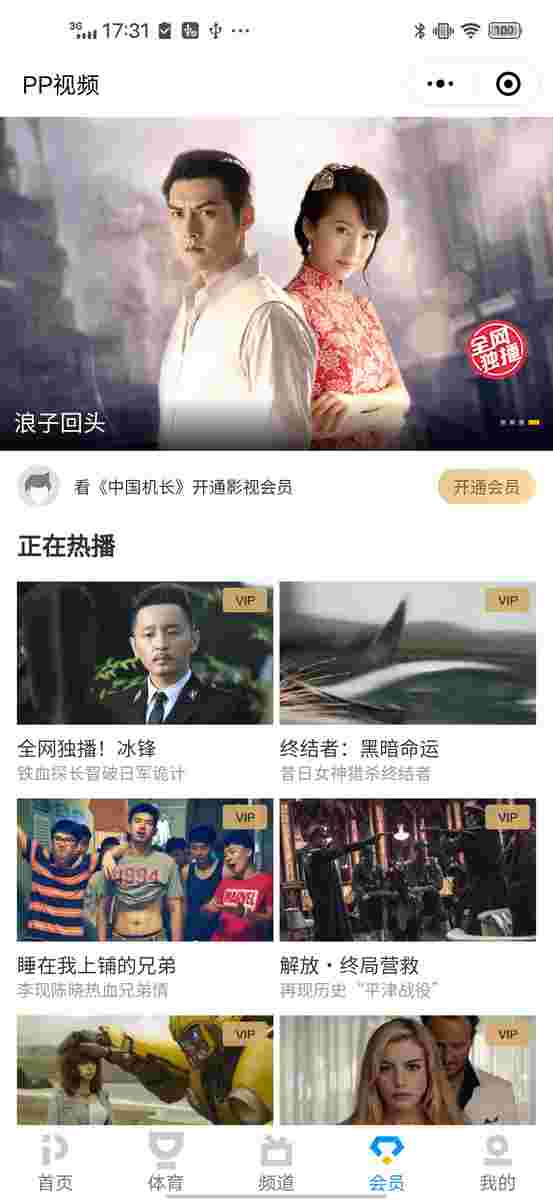 3G 17:31 100
PP视频
全网
独播
浪子回头
看《中国机长》开通影视会员
开通会员
正在热播
VIP
VIP
全网独播！冰锋
铁血探长智破日军诡计
终结者：黑暗命运
昔日女神猎杀终结者
VIP
VIP
1994
MARVEL
睡在我上铺的兄弟
李现陈晓热血兄弟情
解放·终局营救
再现历史“平津战役”
VIP
VIP
首页
体育
频道
会员
我的